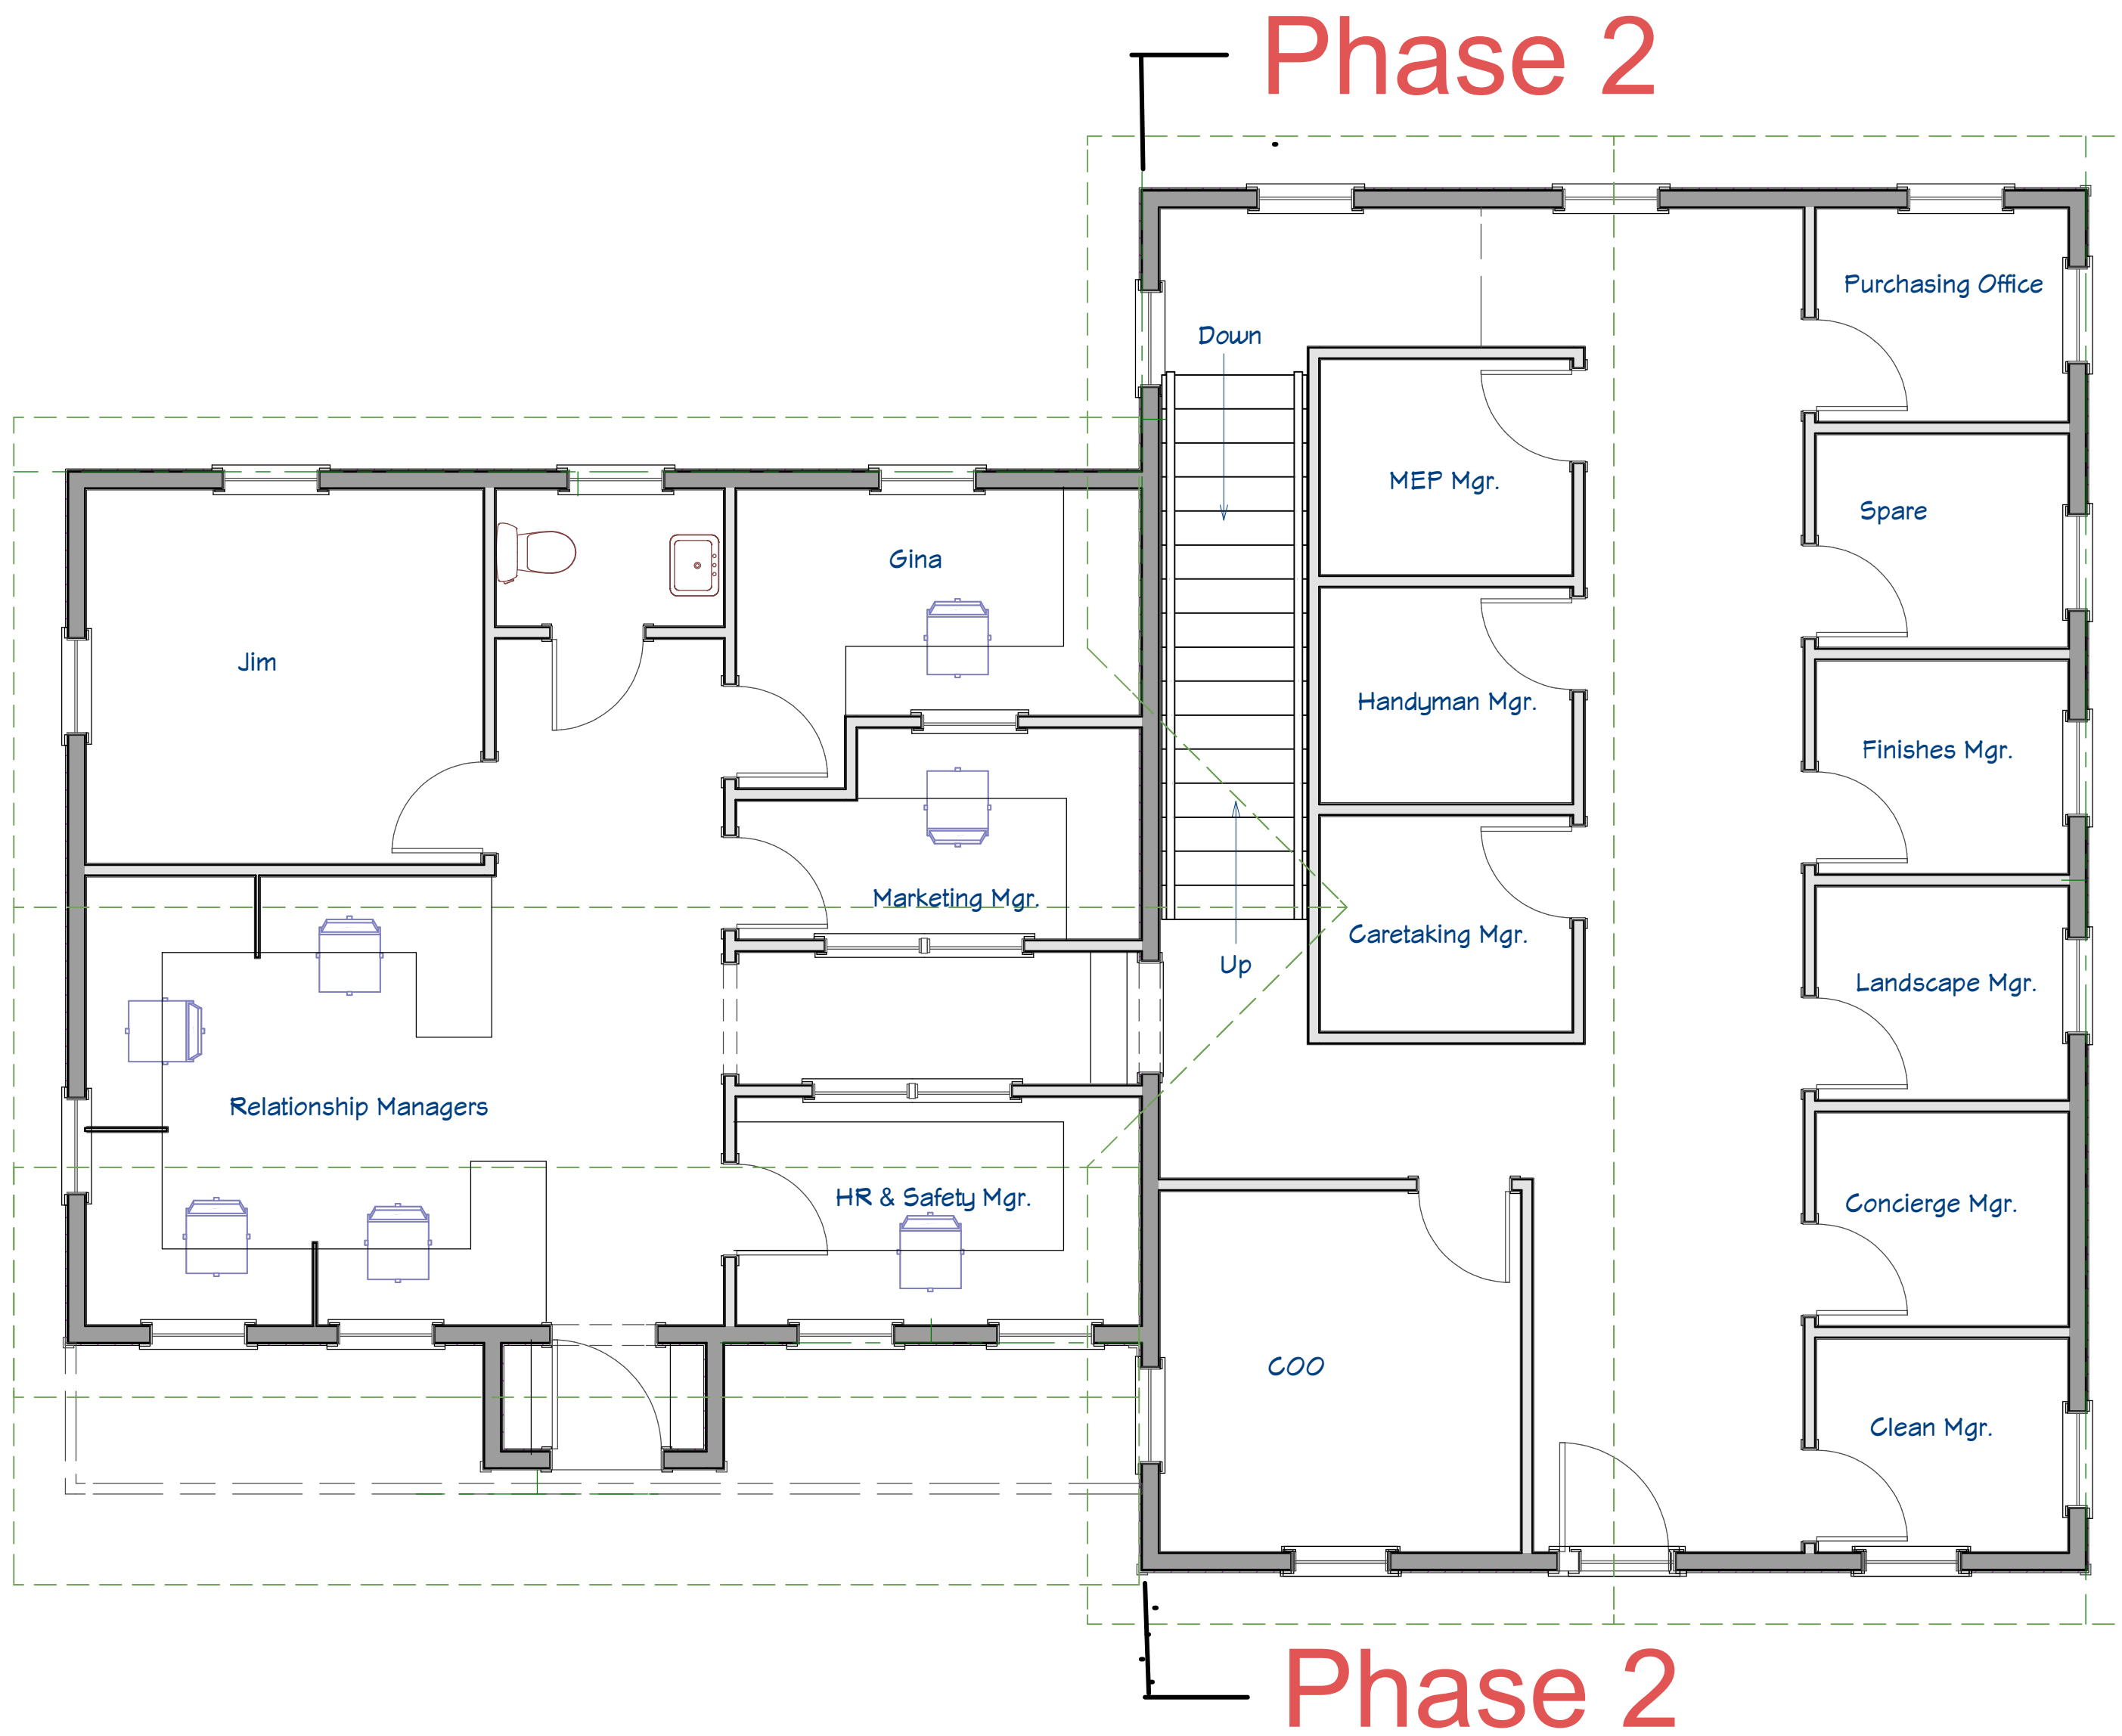 Phase 2
Purchasing Office
Down
MEP Mgr.
Spare
Gina
Jim
Handyman Mgr.
Finishes Mgr.
Marketing Mgr.
Caretaking Mgr.
Up
Landscape Mgr.
Relationship Managers
HR & Safety Mgr.
Concierge Mgr.
COO
Clean Mgr.
Phase 2